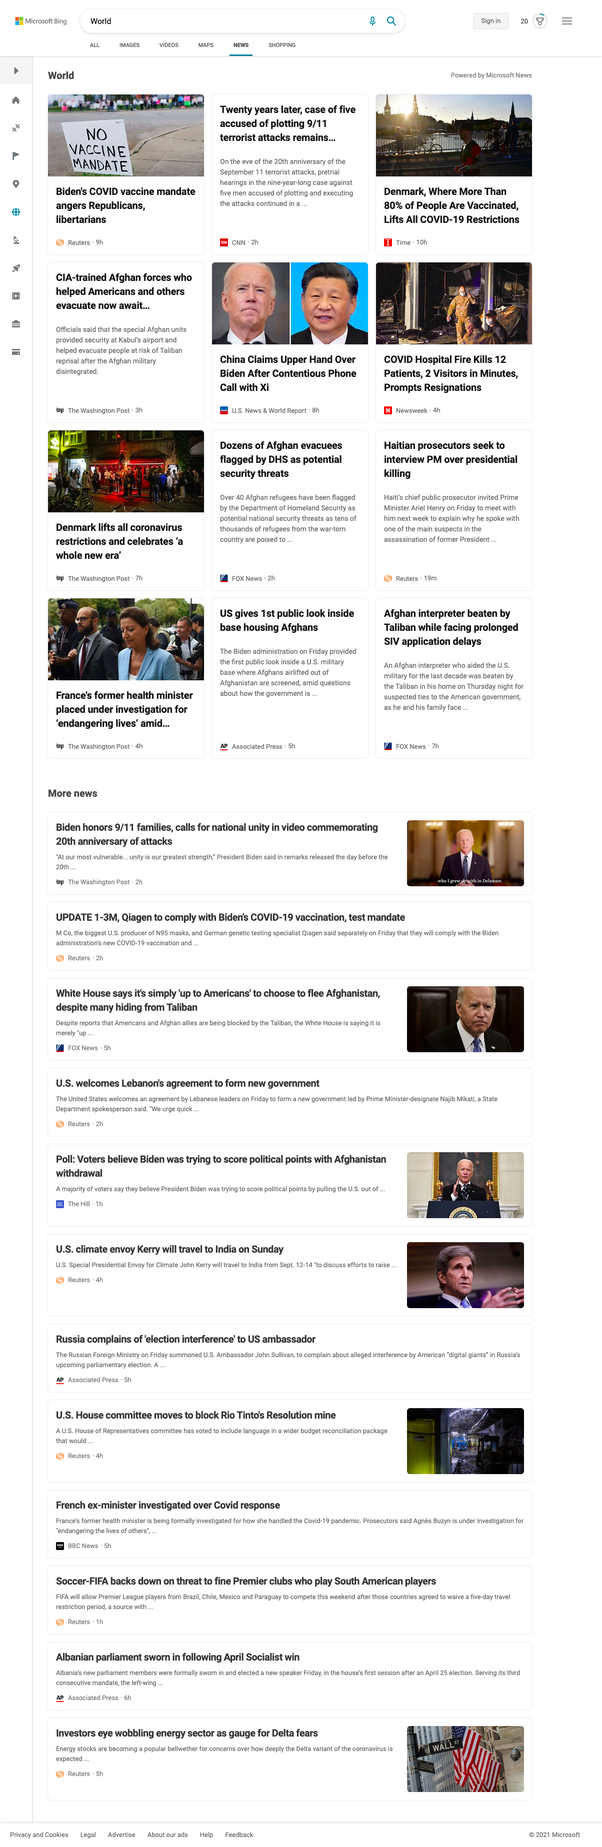 Microsoft Bing
World
Sign in
20
ALL IMAGES VIDEOS MAPS NEWS SHOPPING
World
Powered by Microsoft News
NO
VACCINE
MANDATE
Biden's COVID vaccine mandate
angers Republicans,
libertarians
Reuters · 9h
Twenty years later, case of five
accused of plotting 9/11
terrorist attacks remains...
On the eve of the 20th anniversary of the
September 11 terrorist attacks, pretrial
hearings in the nine-year-long case against
five men accused of plotting and executing
the attacks continued in a ...
CNN · 2h
Denmark, Where More Than
80% of People Are Vaccinated,
Lifts All COVID-19 Restrictions
Time · 10h
CIA-trained Afghan forces who
helped Americans and others
evacuate now await...
Officials said that the special Afghan units
provided security at Kabul's airport and
helped evacuate people at risk of Taliban
reprisal after the Afghan military
disintegrated.
The Washington Post · 3h
China Claims Upper Hand Over
Biden After Contentious Phone
Call with Xi
U.S. News & World Report · 8h
COVID Hospital Fire Kills 12
Patients, 2 Visitors in Minutes,
Prompts Resignations
Newsweek · 4h
Denmark lifts all coronavirus
restrictions and celebrates ‘a
whole new era’
The Washington Post · 7h
Dozens of Afghan evacuees
flagged by DHS as potential
security threats
Over 40 Afghan refugees have been flagged
by the Department of Homeland Security as
potential national security threats as tens of
thousands of refugees from the war-torn
country are poised to ...
FOX News · 2h
Haitian prosecutors seek to
interview PM over presidential
killing
Haiti's chief public prosecutor invited Prime
Minister Ariel Henry on Friday to meet with
him next week to explain why he spoke with
one of the main suspects in the
assassination of former President ...
Reuters · 19m
France's former health minister
placed under investigation for
‘endangering lives’ amid...
The Washington Post · 4h
US gives 1st public look inside
base housing Afghans
The Biden administration on Friday provided
the first public look inside a U.S. military
base where Afghans airlifted out of
Afghanistan are screened, amid questions
about how the government is ...
AP Associated Press · 5h
Afghan interpreter beaten by
Taliban while facing prolonged
SIV application delays
An Afghan interpreter who aided the U.S.
military for the last decade was beaten by
the Taliban in his home on Thursday night for
suspected ties to the American government,
as he and his family face ...
FOX News · 7h
More news
Biden honors 9/11 families, calls for national unity in video commemorating
20th anniversary of attacks
"At our most vulnerable... unity is our greatest strength," President Biden said in remarks released the day before the
20th ...
The Washington Post · 2h
who I grew up with in Delaware.
UPDATE 1-3M, Qiagen to comply with Biden's COVID-19 vaccination, test mandate
M Co, the biggest U.S. producer of N95 masks, and German genetic testing specialist Qiagen said separately on Friday that they will comply with the Biden
administration's new COVID-19 vaccination and ...
Reuters · 2h
White House says it's simply 'up to Americans' to choose to flee Afghanistan,
despite many hiding from Taliban
Despite reports that Americans and Afghan allies are being blocked by the Taliban, the White House is saying it is
merely "up ...
FOX News · 5h
U.S. welcomes Lebanon's agreement to form new government
The United States welcomes an agreement by Lebanese leaders on Friday to form a new government led by Prime Minister-designate Najib Mikati, a State
Department spokesperson said. "We urge quick ...
Reuters · 2h
Poll: Voters believe Biden was trying to score political points with Afghanistan
withdrawal
A majority of voters say they believe President Biden was trying to score political points by pulling the U.S. out of ...
The Hill · 1h
U.S. climate envoy Kerry will travel to India on Sunday
U.S. Special Presidential Envoy for Climate John Kerry will travel to India from Sept. 12-14 "to discuss efforts to raise ...
Reuters · 4h
Russia complains of 'election interference' to US ambassador
The Russian Foreign Ministry on Friday summoned U.S. Ambassador John Sullivan, to complain about alleged interference by American “digital giants” in Russia's
upcoming parliamentary election. A ...
AP Associated Press · 5h
U.S. House committee moves to block Rio Tinto's Resolution mine
A U.S. House of Representatives committee has voted to include language in a wider budget reconciliation package
that would ...
Reuters · 4h
French ex-minister investigated over Covid response
France's former health minister is being formally investigated for how she handled the Covid-19 pandemic. Prosecutors said Agnès Buzyn is under investigation for
"endangering the lives of others", ...
BBC News · 5h
Soccer-FIFA backs down on threat to fine Premier clubs who play South American players
FIFA will allow Premier League players from Brazil, Chile, Mexico and Paraguay to compete this weekend after those countries agreed to waive a five-day travel
restriction period, a source with ...
Reuters · 1h
Albanian parliament sworn in following April Socialist win
Albania's new parliament members were formally sworn in and elected a new speaker Friday, in the house's first session after an April 25 election. Serving its third
consecutive mandate, the left-wing ...
AP Associated Press · 6h
Investors eye wobbling energy sector as gauge for Delta fears
Energy stocks are becoming a popular bellwether for concerns over how deeply the Delta variant of the coronavirus is
expected ...
Reuters · 5h
WALL ST
Privacy and Cookies Legal Advertise About our ads Help Feedback
© 2021 Microsoft